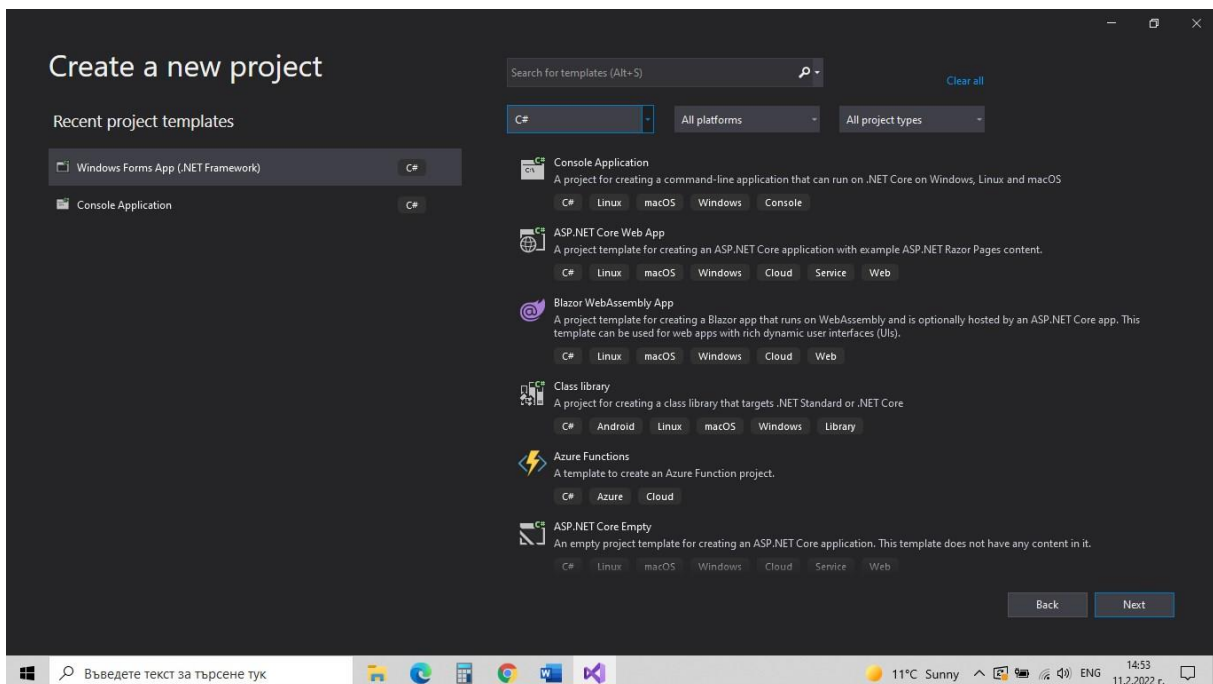 Create a new project
Recent project templates
Windows Forms App (.NET Framework) C#
Console Application C#
Search for templates (Alt+S)
Clear all
C# All platforms All project types
Console Application
A project for creating a command-line application that can run on .NET Core on Windows, Linux and macOS
C# Linux macOS Windows Console
ASP.NET Core Web App
A project template for creating an ASP.NET Core application with example ASP.NET Razor Pages content.
C# Linux macOS Windows Cloud Service Web
Blazor WebAssembly App
A project template for creating a Blazor app that runs on WebAssembly and is optionally hosted by an ASP.NET Core app. This
template can be used for web apps with rich dynamic user interfaces (UIs).
C# Linux macOS Windows Cloud Web
Class library
A project for creating a class library that targets .NET Standard or .NET Core
C# Android Linux macOS Windows Library
Azure Functions
A template to create an Azure Function project.
C# Azure Cloud
ASP.NET Core Empty
An empty project template for creating an ASP.NET Core application. This template does not have any content in it.
C# Linux macOS Windows Cloud Service Web
Back Next
Въведете текст за търсене тук
11°C Sunny ENG
14:53
11.2.2022 г.